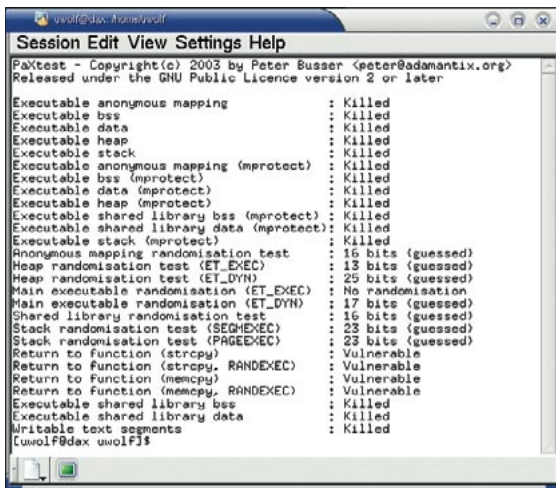 uwolf@dax: /home/uwolf
Session Edit View Settings Help
PaXtest - Copyright(c) 2003 by Peter Busser <peter@adamantix.org>
Released under the GNU Public Licence version 2 or later
Executable anonymous mapping : Killed
Executable bss : Killed
Executable data : Killed
Executable heap : Killed
Executable stack : Killed
Executable anonymous mapping (mprotect) : Killed
Executable bss (mprotect) : Killed
Executable data (mprotect) : Killed
Executable heap (mprotect) : Killed
Executable shared library bss (mprotect) : Killed
Executable shared library data (mprotect): Killed
Executable stack (mprotect) : Killed
Anonymous mapping randomisation test : 16 bits (guessed)
Heap randomisation test (ET_EXEC) : 13 bits (guessed)
Heap randomisation test (ET_DYN) : 25 bits (guessed)
Main executable randomisation (ET_EXEC) : No randomisation
Main executable randomisation (ET_DYN) : 17 bits (guessed)
Shared library randomisation test : 16 bits (guessed)
Stack randomisation test (SEGMEXEC) : 23 bits (guessed)
Stack randomisation test (PAGEEXEC) : 23 bits (guessed)
Return to function (strcpy) : Vulnerable
Return to function (strcpy, RANDEXEC) : Vulnerable
Return to function (memcpy) : Vulnerable
Return to function (memcpy, RANDEXEC) : Vulnerable
Executable shared library bss : Killed
Executable shared library data : Killed
Writable text segments : Killed
[uwolf@dax uwolf]$